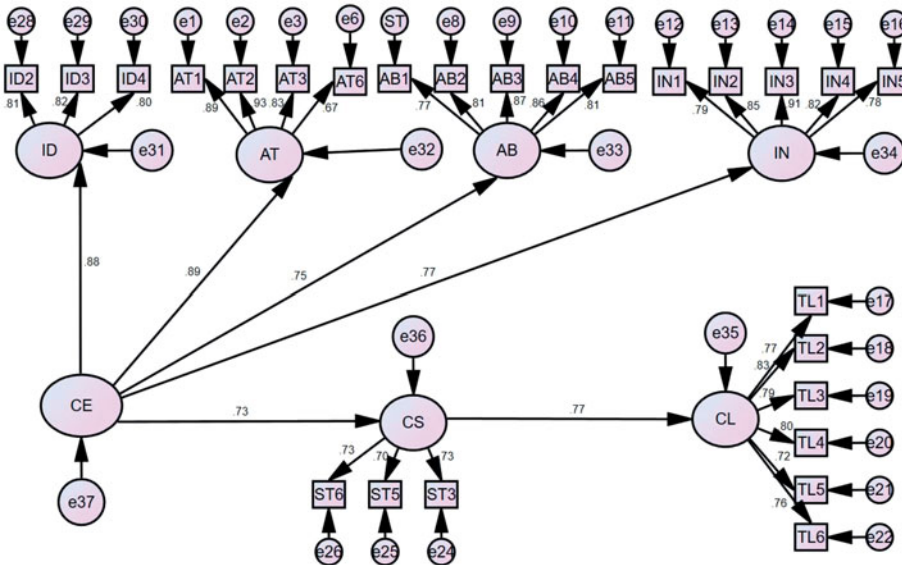 e28 e29 e30 e1 e2 e3 e6 ST e8 e9 e10 e11 e12 e13 e14 e15 e16
ID2 ID3 ID4 AT1 AT2 AT3 AT6 AB1 AB2 AB3 AB4 AB5 IN1 IN2 IN3 IN4 IN5
.81 .82 .80 .89 .93 .83 .67 .77 .81 .87 .86 .81 .79 .85 .91 .82 .78
ID e31 AT e32 AB e33 IN e34
.88 .89 .75 .77
e36 e35
CE .73 CS .77 CL
e37
.73 .70 .73
ST6 ST5 ST3
e26 e25 e24
.77 TL1 e17
.83 TL2 e18
.79 TL3 e19
.80 TL4 e20
.72 TL5 e21
.76 TL6 e22